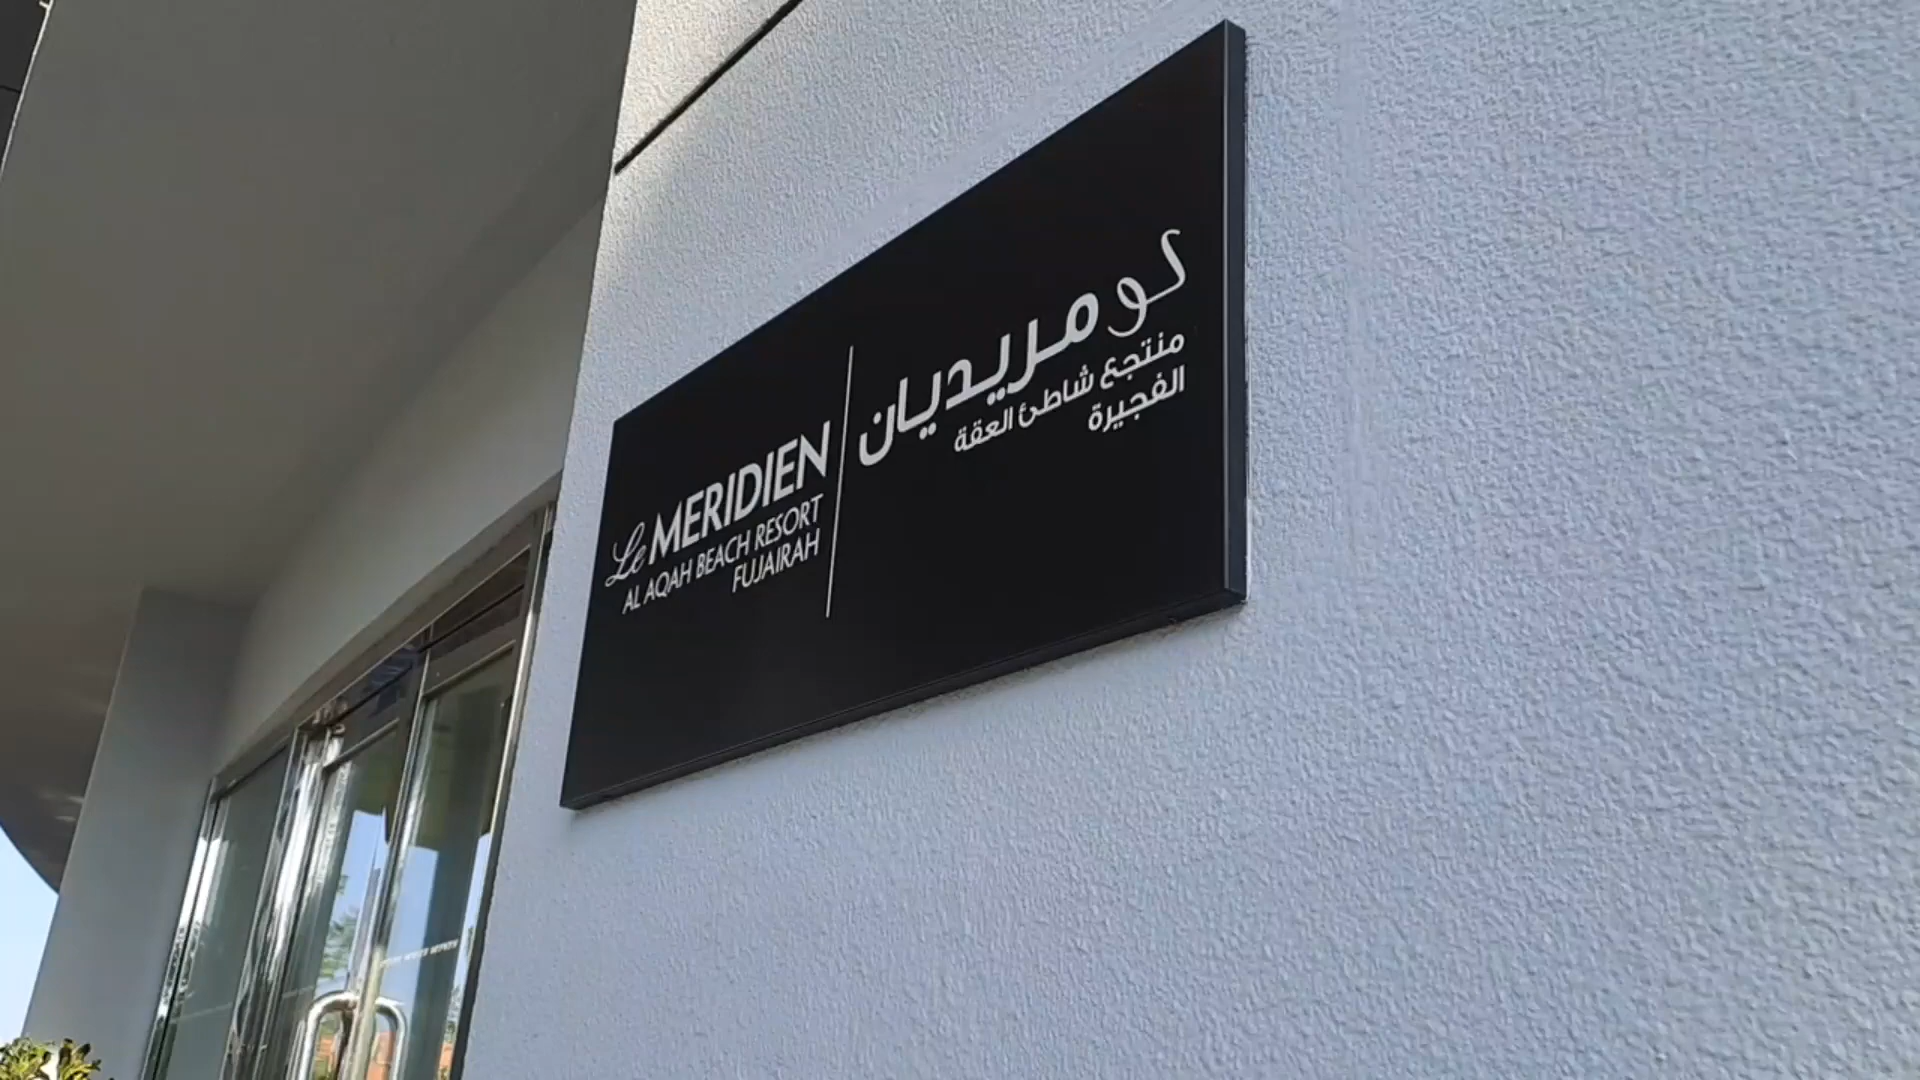 Le MERIDIEN
AL AQAH BEACH RESORT
FUJAIRAH
لو مريديان
منتجع شاطئ العقة
الفجيرة